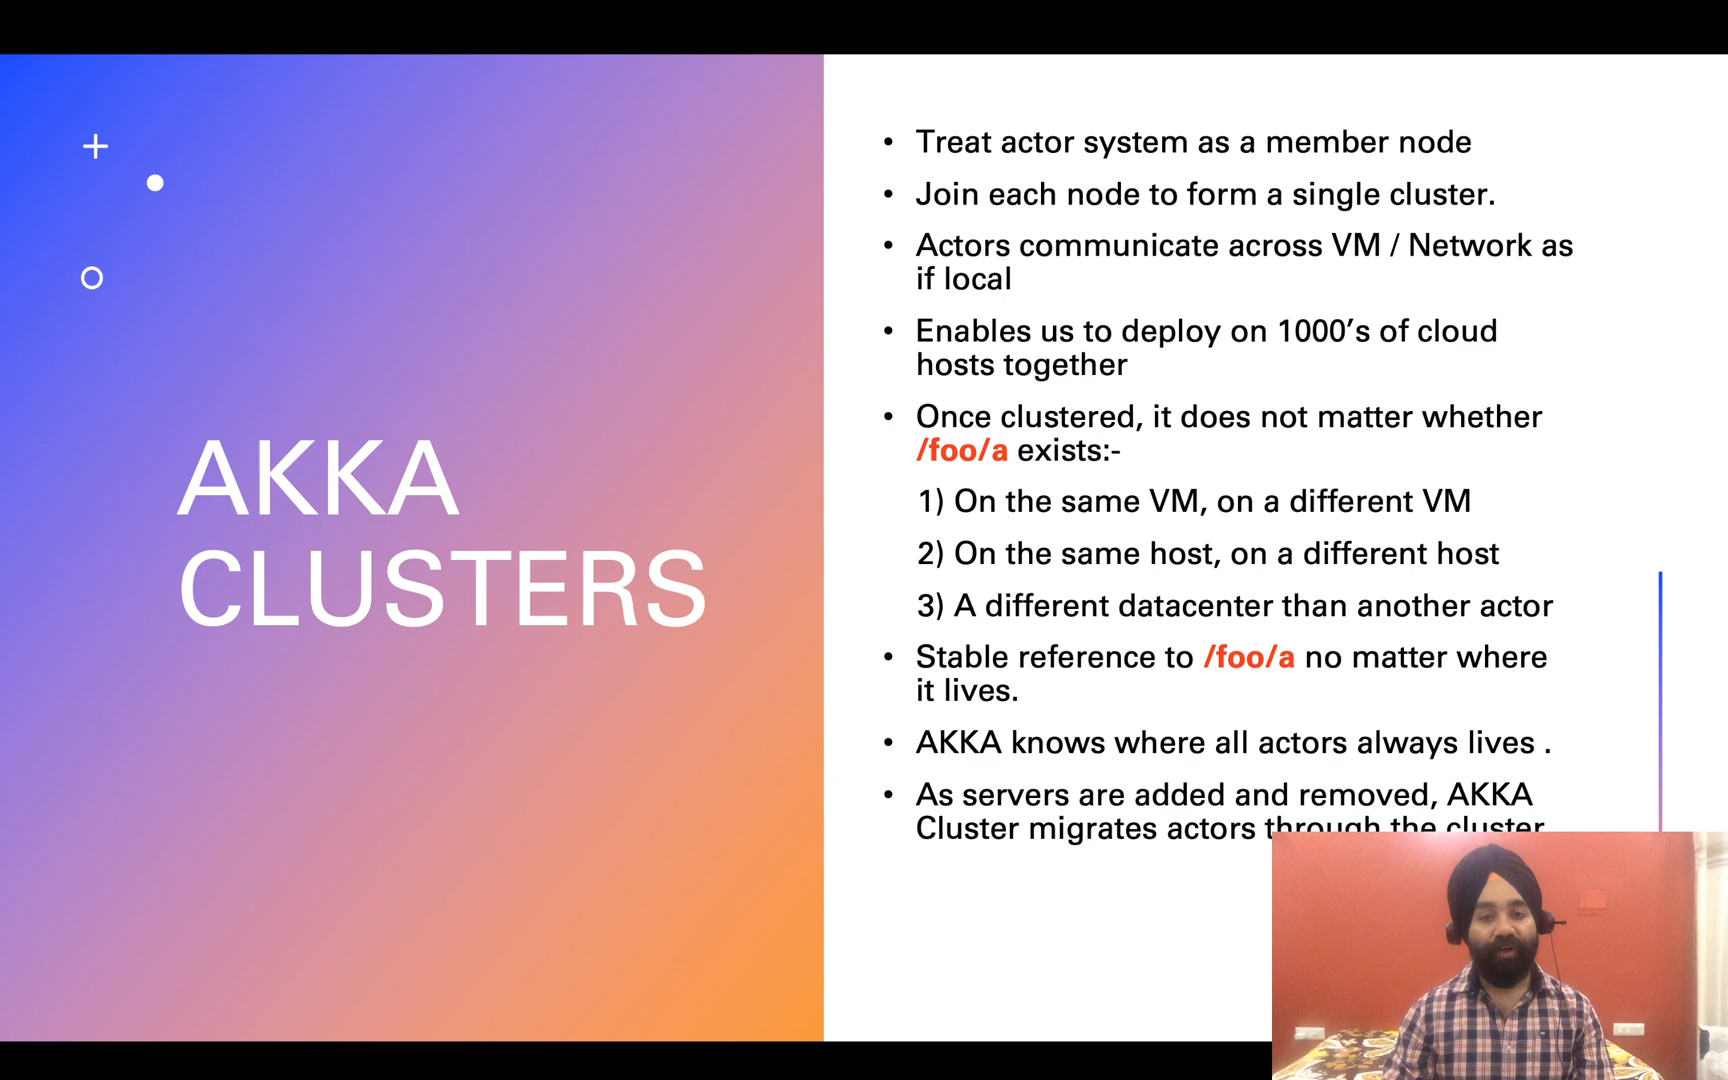 AKKA
CLUSTERS
• Treat actor system as a member node
• Join each node to form a single cluster.
• Actors communicate across VM / Network as
if local
• Enables us to deploy on 1000’s of cloud
hosts together
• Once clustered, it does not matter whether
/foo/a exists:-
1) On the same VM, on a different VM
2) On the same host, on a different host
3) A different datacenter than another actor
• Stable reference to /foo/a no matter where
it lives.
• AKKA knows where all actors always lives .
• As servers are added and removed, AKKA
Cluster migrates actors through the cluster